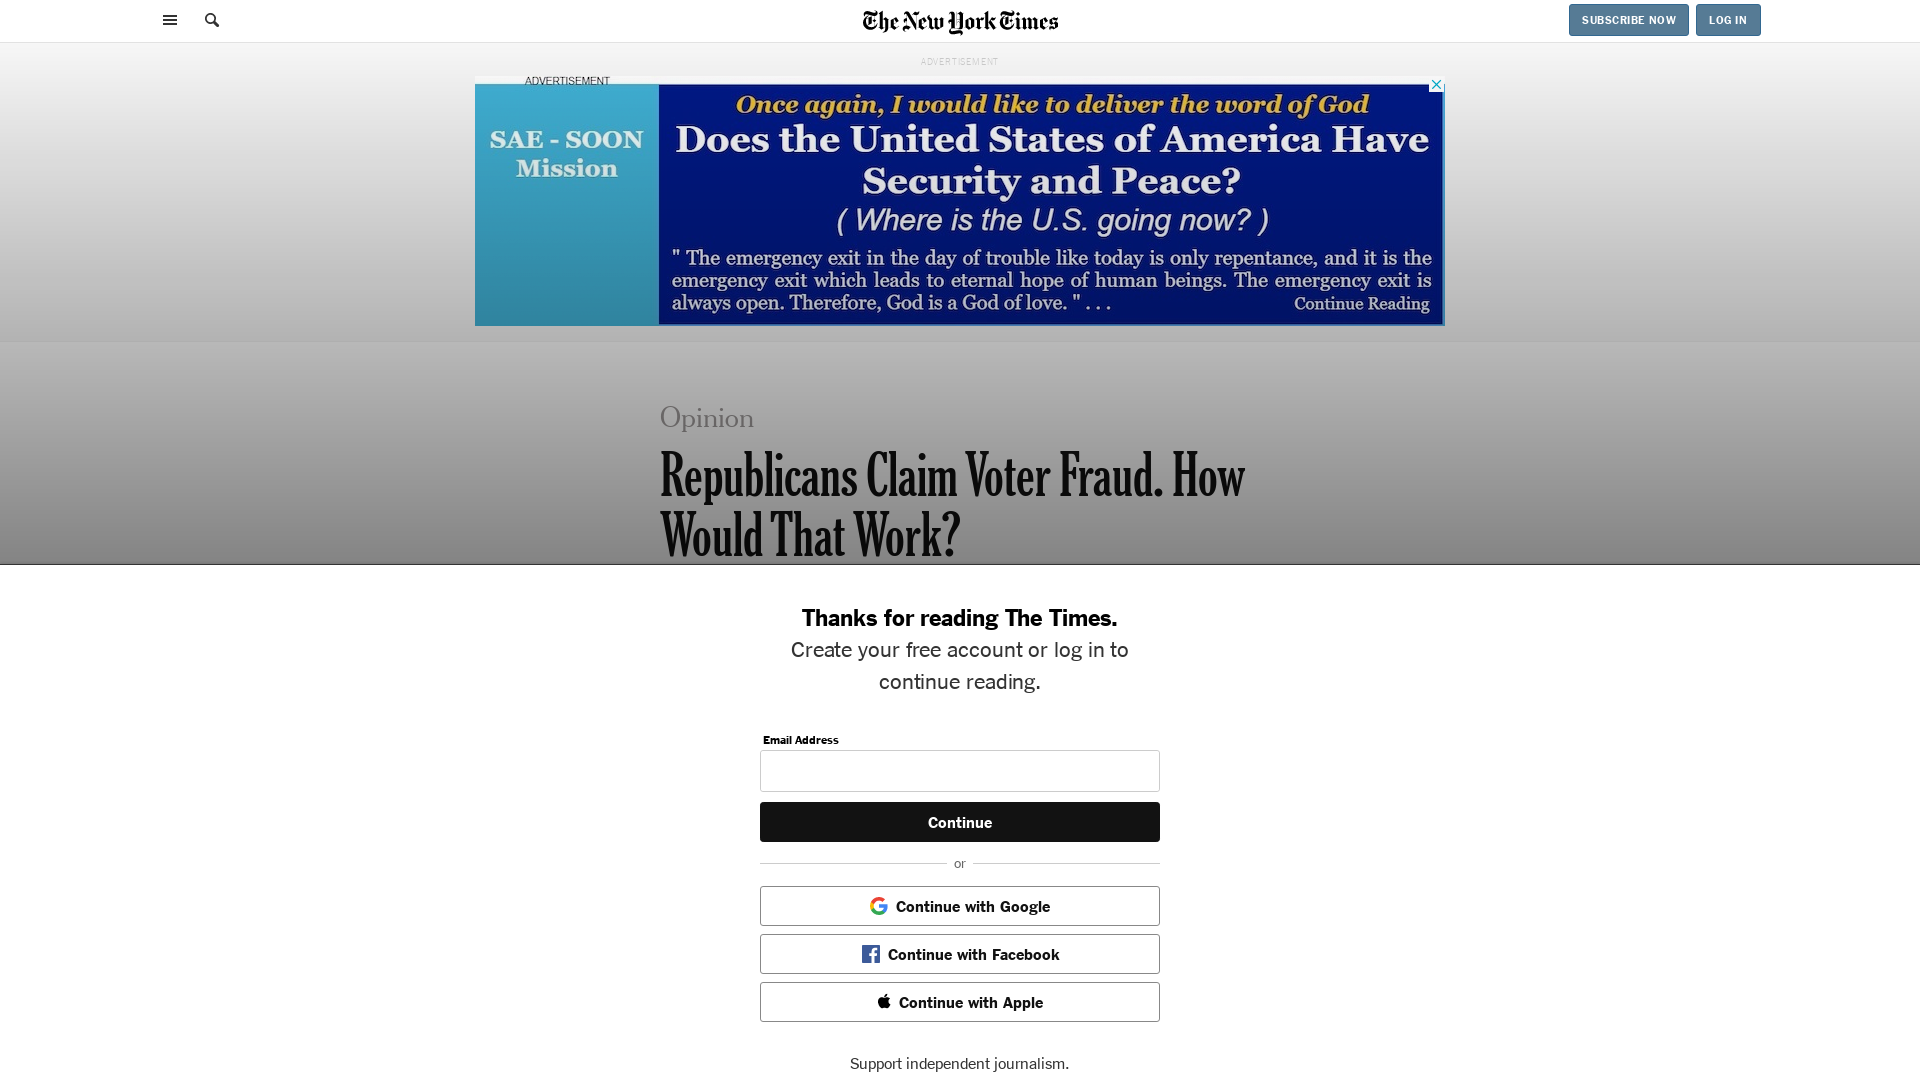 The New York Times
SUBSCRIBE NOW
LOG IN
ADVERTISEMENT
ADVERTISEMENT
SAE - SOON
Mission
Once again, I would like to deliver the word of God
Does the United States of America Have
Security and Peace?
( Where is the U.S. going now? )
" The emergency exit in the day of trouble like today is only repentance, and it is the
emergency exit which leads to eternal hope of human beings. The emergency exit is
always open. Therefore, God is a God of love. " . . .
Continue Reading
Opinion
Republicans Claim Voter Fraud. How
Would That Work?
Thanks for reading The Times.
Create your free account or log in to
continue reading.
Email Address
Continue
or
Continue with Google
Continue with Facebook
Continue with Apple
Support independent journalism.